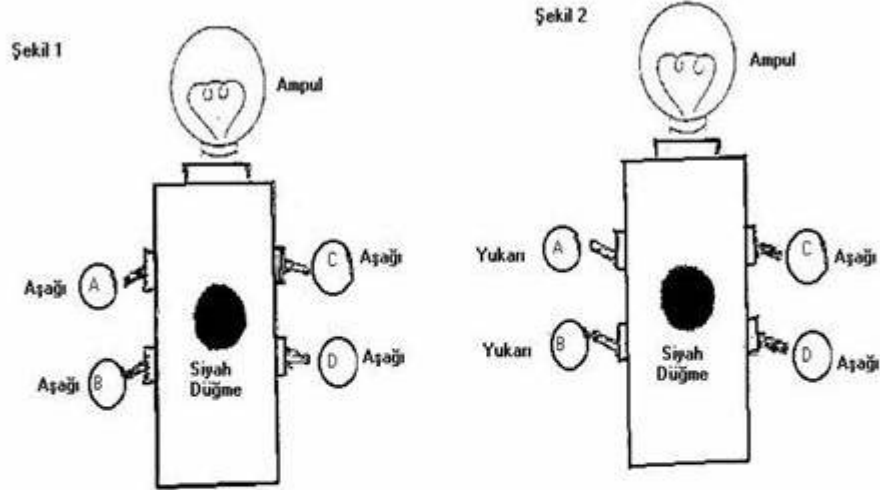 Şekil 1
Ampul
Aşağı A
C Aşağı
Aşağı B
D Aşağı
Siyah
Düğme
Şekil 2
Ampul
Yukarı A
C Aşağı
Yukarı B
D Aşağı
Siyah
Düğme